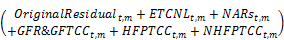 (OriginalResidual_{t,m} + ETCNL_{t,m} + NARs_{t,m}
+GFR&GFTCC_{t,m} + HFPTCC_{t,m} + NHFPTCC_{t,m})